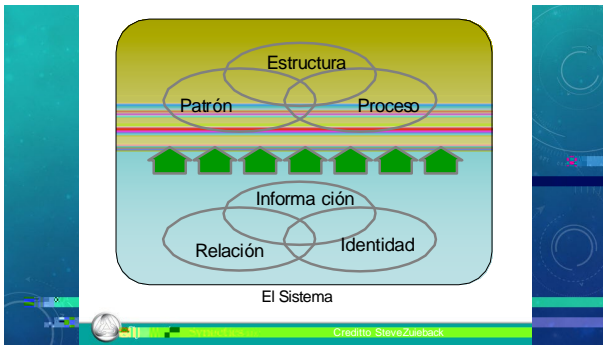 Estructura
Patrón
Proceso
Informa ción
Relación
Identidad
El Sistema
Creditto SteveZuieback